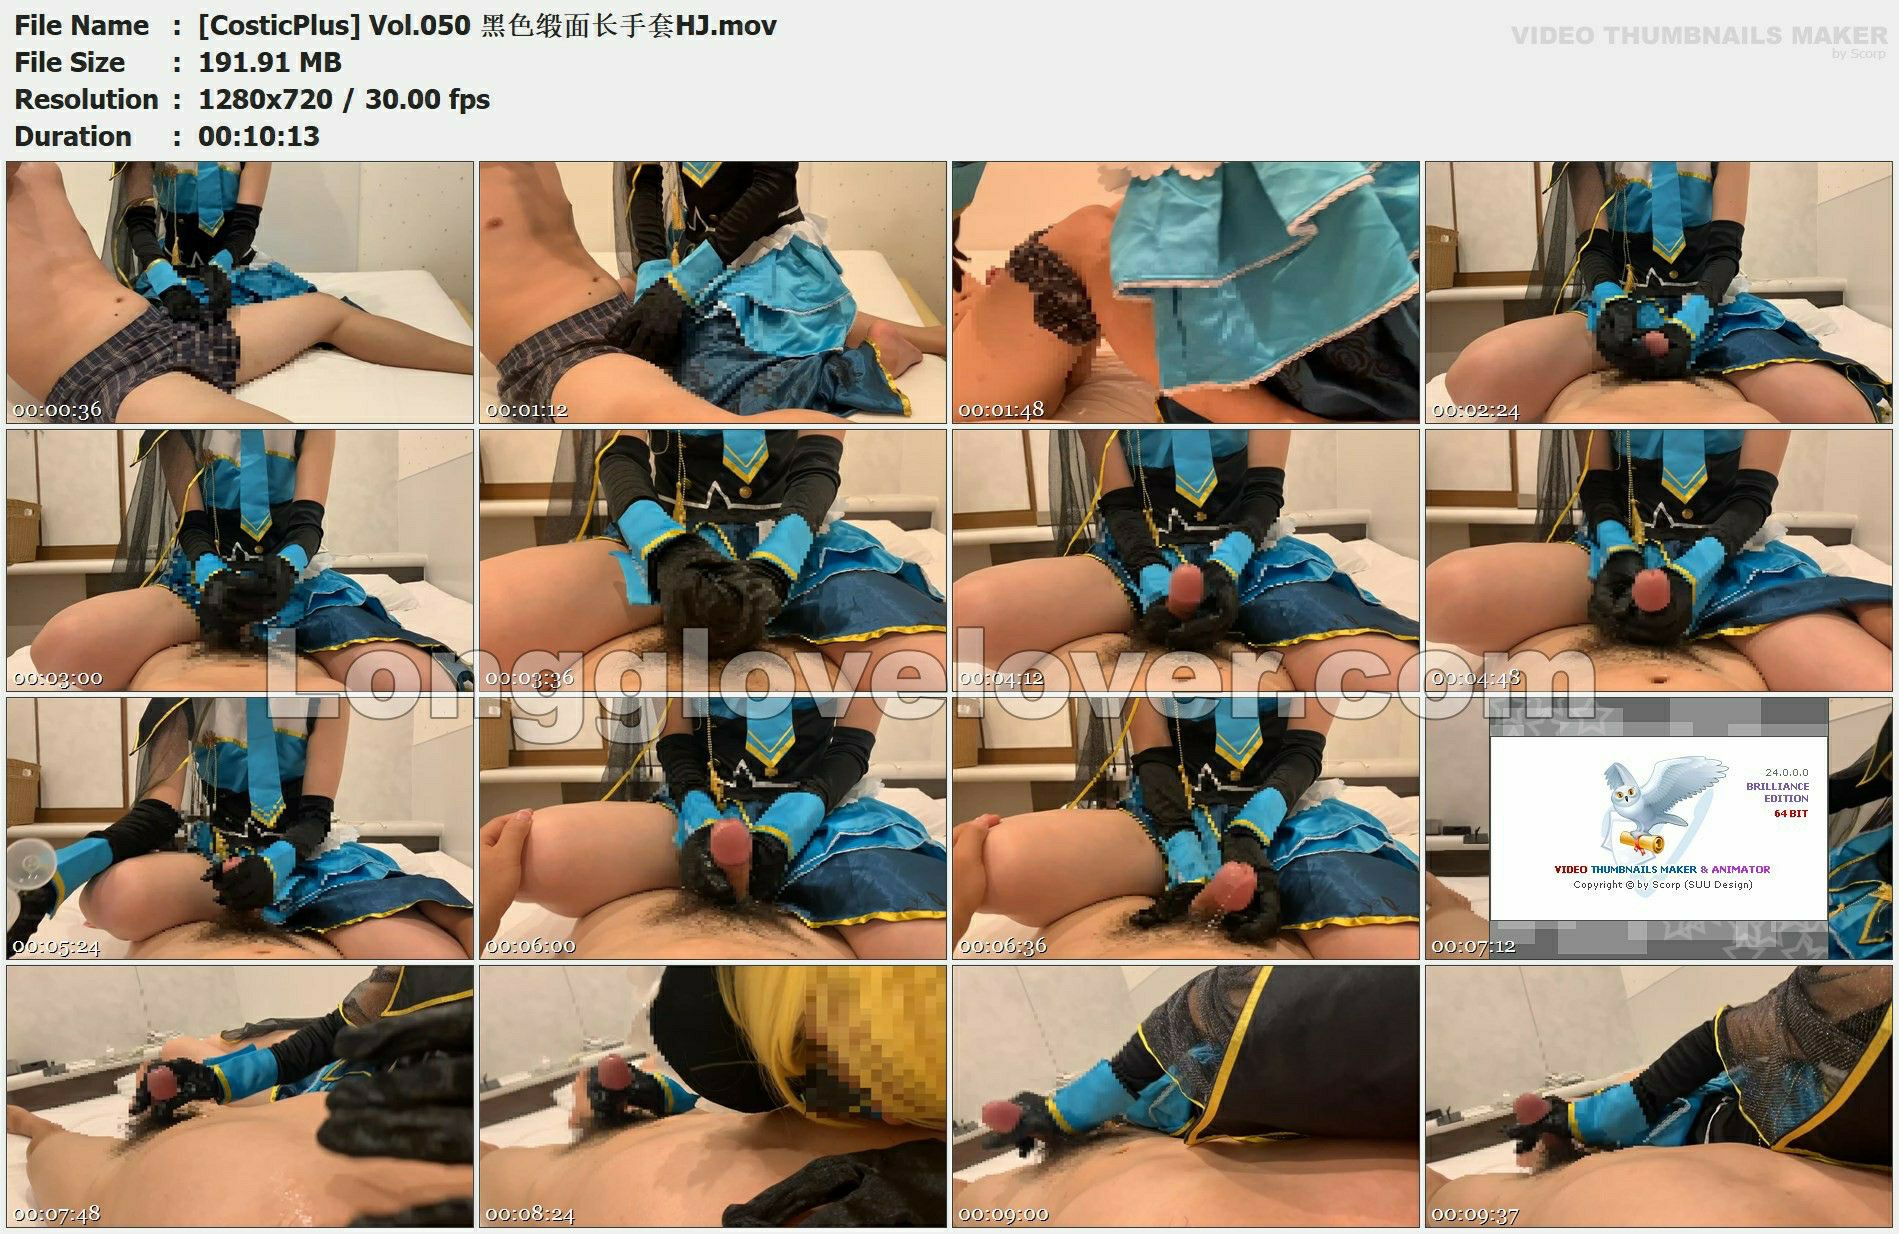 File Name : [CosticPlus] Vol.050 黑色缎面长手套HJ.mov
VIDEO THUMBNAILS MAKER
by Scorp
File Size : 191.91 MB
Resolution : 1280x720 / 30.00 fps
Duration : 00:10:13
00:00:36
00:01:12
00:01:48
00:02:24
00:03:00
00:03:36
00:04:12
00:04:48
Longglovelover.com
00:05:24
00:06:00
00:06:36
24.0.0.0
BRILLIANCE
EDITION
64 BIT
VIDEO THUMBNAILS MAKER & ANIMATOR
Copyright © by Scorp (SUU Design)
00:07:12
00:07:48
00:08:24
00:09:00
00:09:37